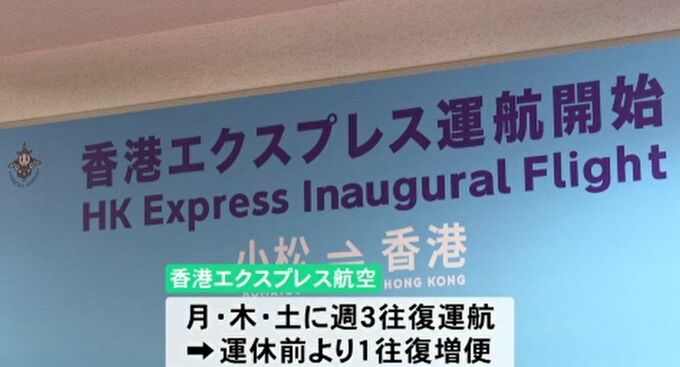 香港エクスプレス運航開始
HK Express Inaugural Flight
小松 ⇌ 香港
HONG KONG
香港エクスプレス航空
月・木・土に週3往復運航
➡運休前より1往復増便